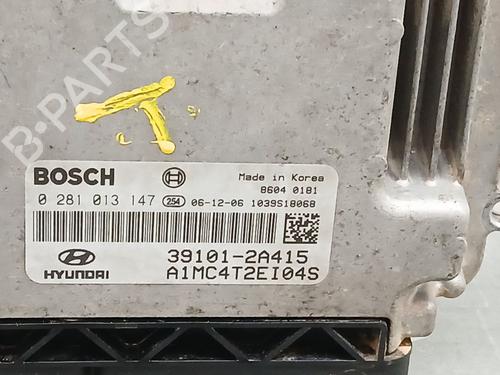 B-PARTS
BOSCH
Made in Korea
8604 0181
0 281 013 147 254 06-12-06 1039S18068
HYUNDAI
39101-2A415
A1MC4T2EI04S